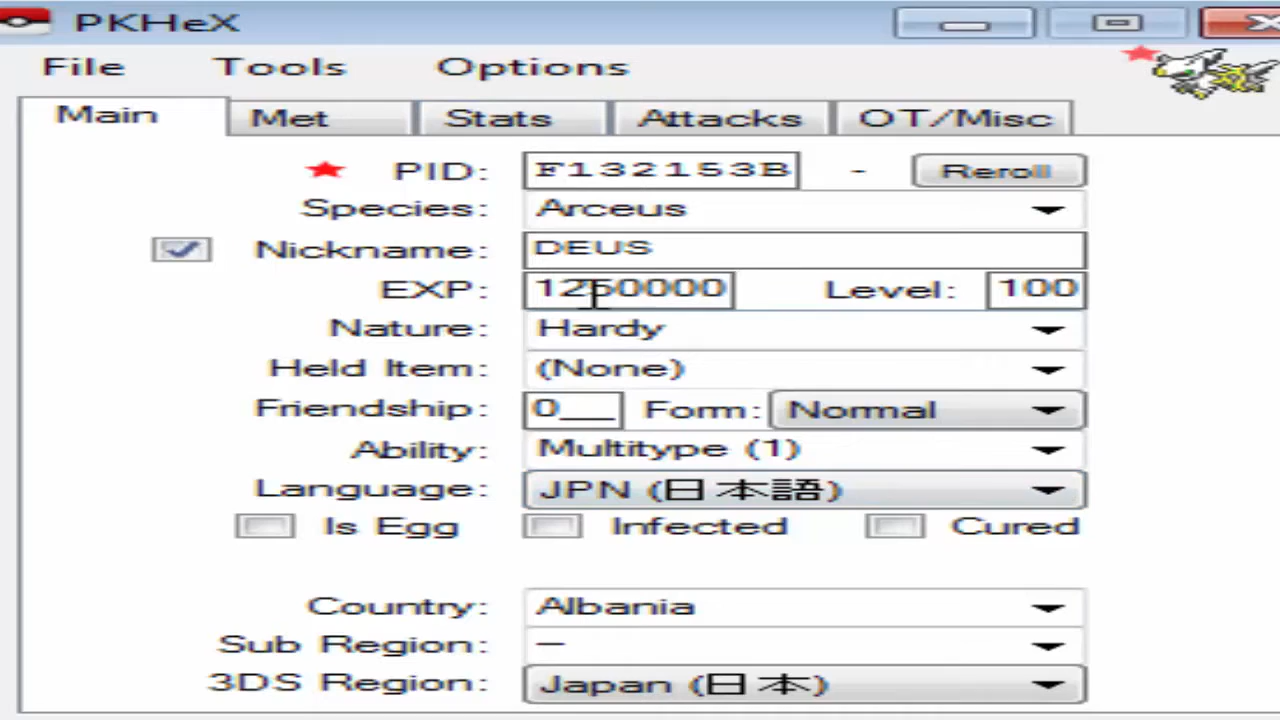 PKHeX
File Tools Options
Main Met Stats Attacks OT/Misc
PID: F132153B - Reroll
Species: Arceus
Nickname: DEUS
EXP: 1250000 Level: 100
Nature: Hardy
Held Item: (None)
Friendship: 0__ Form: Normal
Ability: Multitype (1)
Language: JPN (日本語)
Is Egg Infected Cured
Country: Albania
Sub Region: —
3DS Region: Japan (日本)